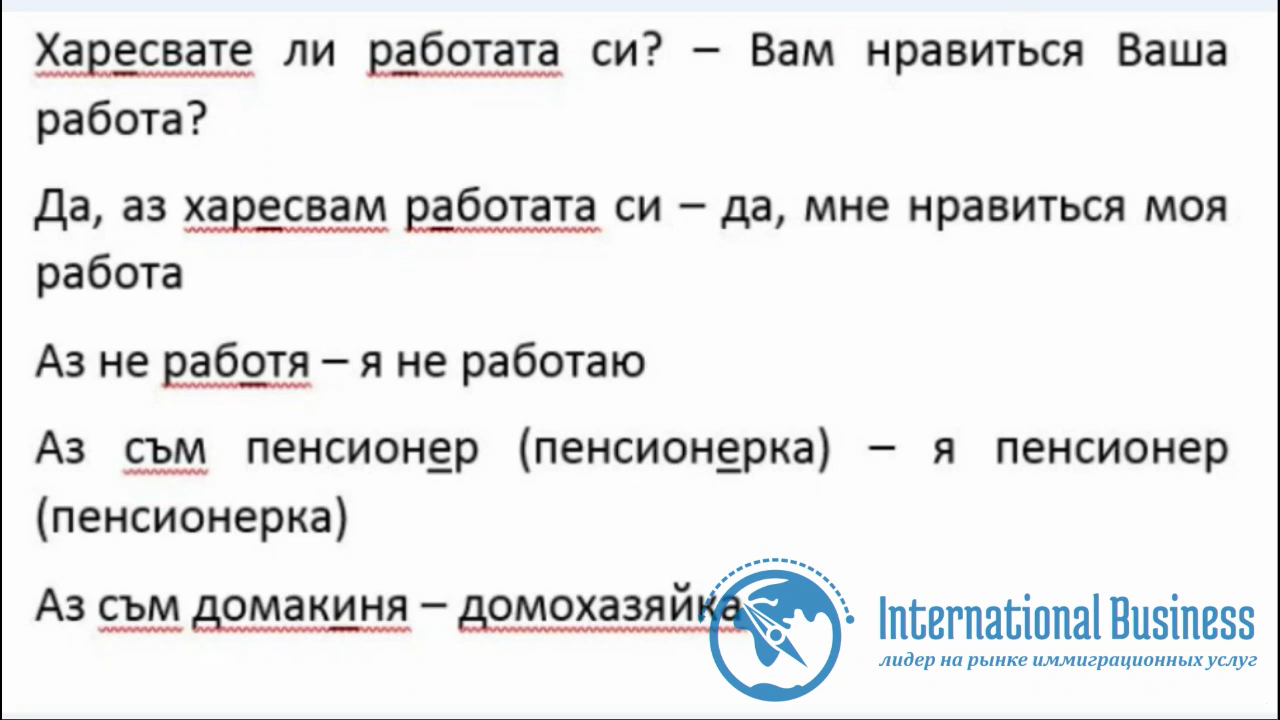 Харесвате ли работата си? – Вам нравиться Ваша
работа?
Да, аз харесвам работата си – да, мне нравиться моя
работа
Аз не работя – я не работаю
Аз съм пенсионер (пенсионерка) – я пенсионер
(пенсионерка)
Аз съм домакиня – домохазяйка
International Business
лидер на рынке иммиграционных услуг